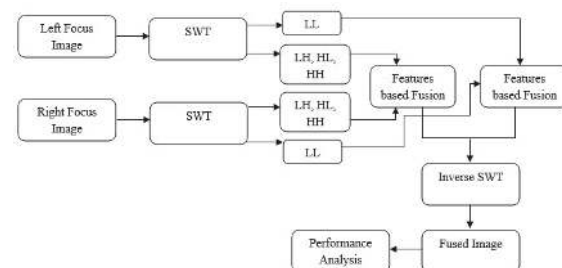 Left Focus
Image
SWT
LL
LH, HL,
HH
Features
based Fusion
Features
based Fusion
Right Focus
Image
SWT
LH, HL,
HH
LL
Inverse SWT
Fused Image
Performance
Analysis